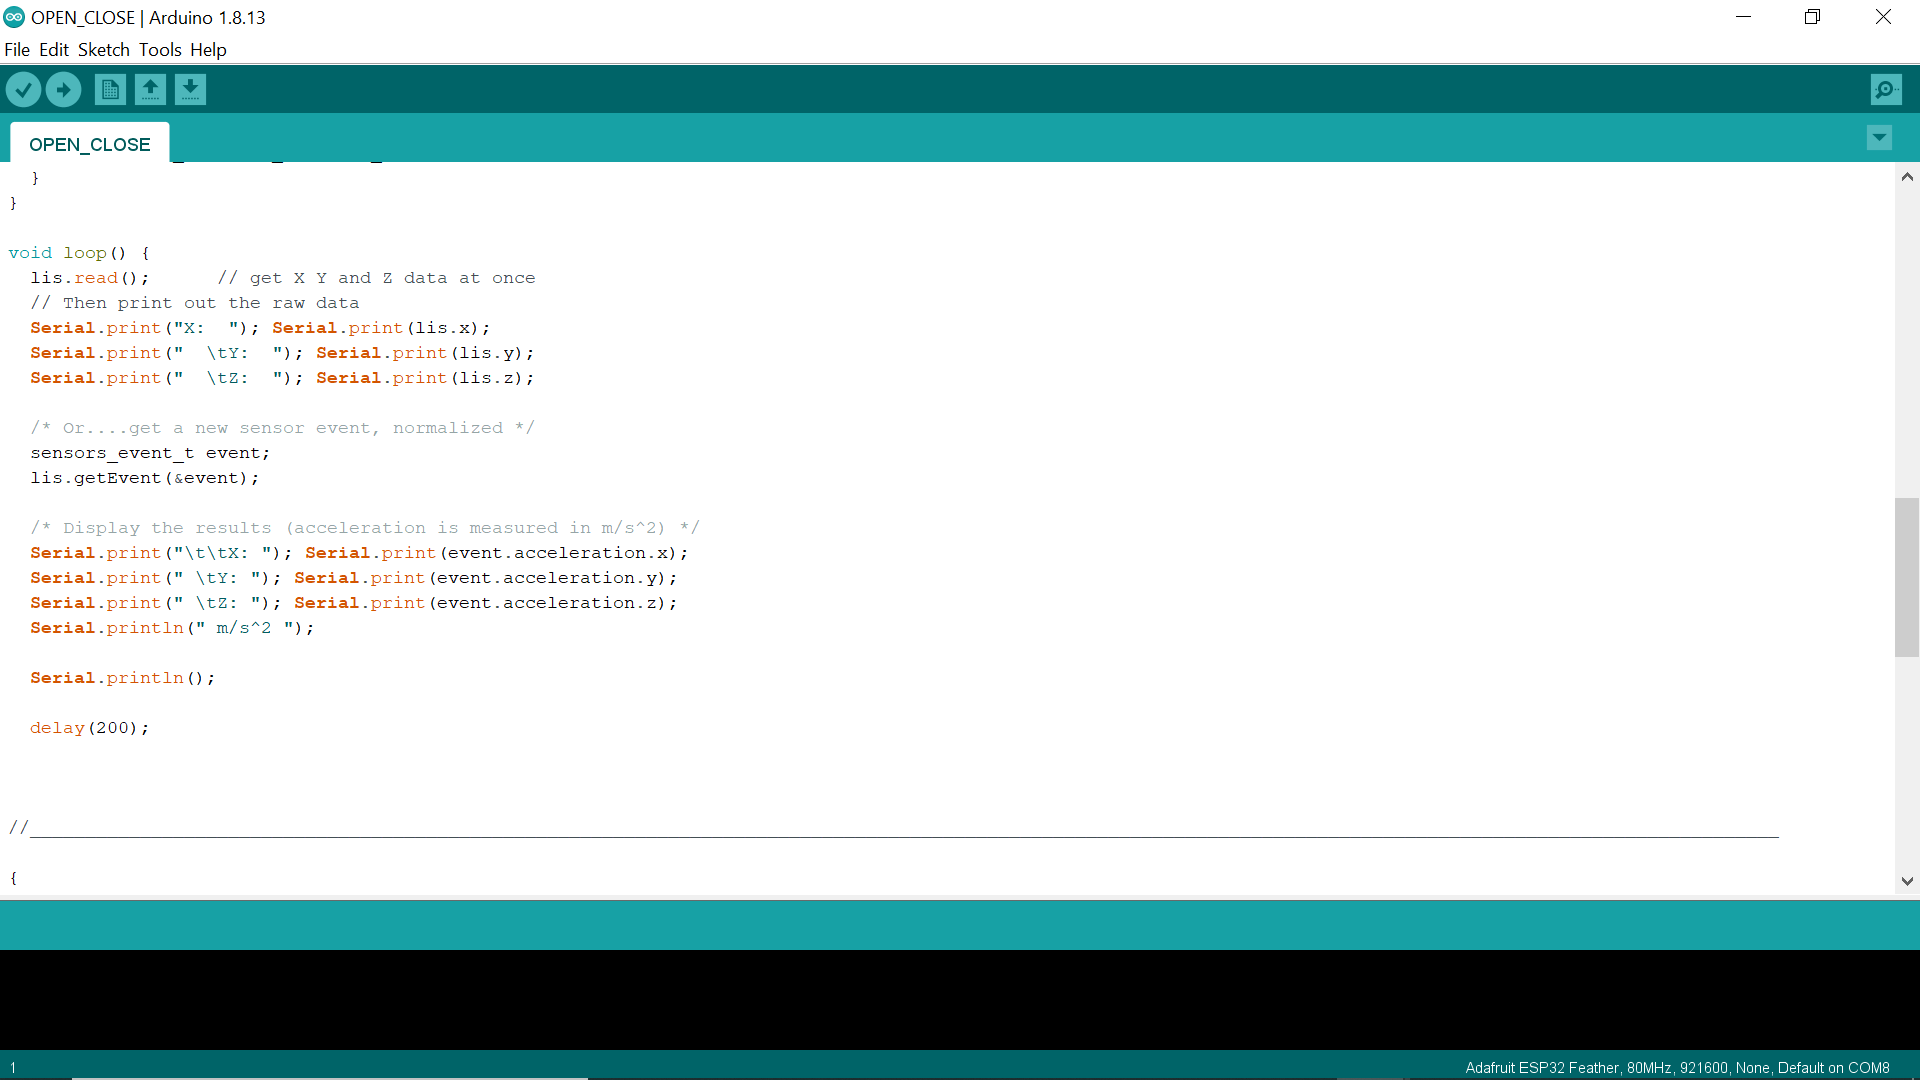 OPEN_CLOSE | Arduino 1.8.13
File Edit Sketch Tools Help
OPEN_CLOSE
}
}
void loop() {
lis.read();      // get X Y and Z data at once
// Then print out the raw data
Serial.print("X:  "); Serial.print(lis.x);
Serial.print("  \tY:  "); Serial.print(lis.y);
Serial.print("  \tZ:  "); Serial.print(lis.z);
/* Or....get a new sensor event, normalized */
sensors_event_t event;
lis.getEvent(&event);
/* Display the results (acceleration is measured in m/s^2) */
Serial.print("\t\tX: "); Serial.print(event.acceleration.x);
Serial.print(" \tY: "); Serial.print(event.acceleration.y);
Serial.print(" \tZ: "); Serial.print(event.acceleration.z);
Serial.println(" m/s^2 ");
Serial.println();
delay(200);
//_______________________________________________________________
{
1
Adafruit ESP32 Feather, 80MHz, 921600, None, Default on COM8